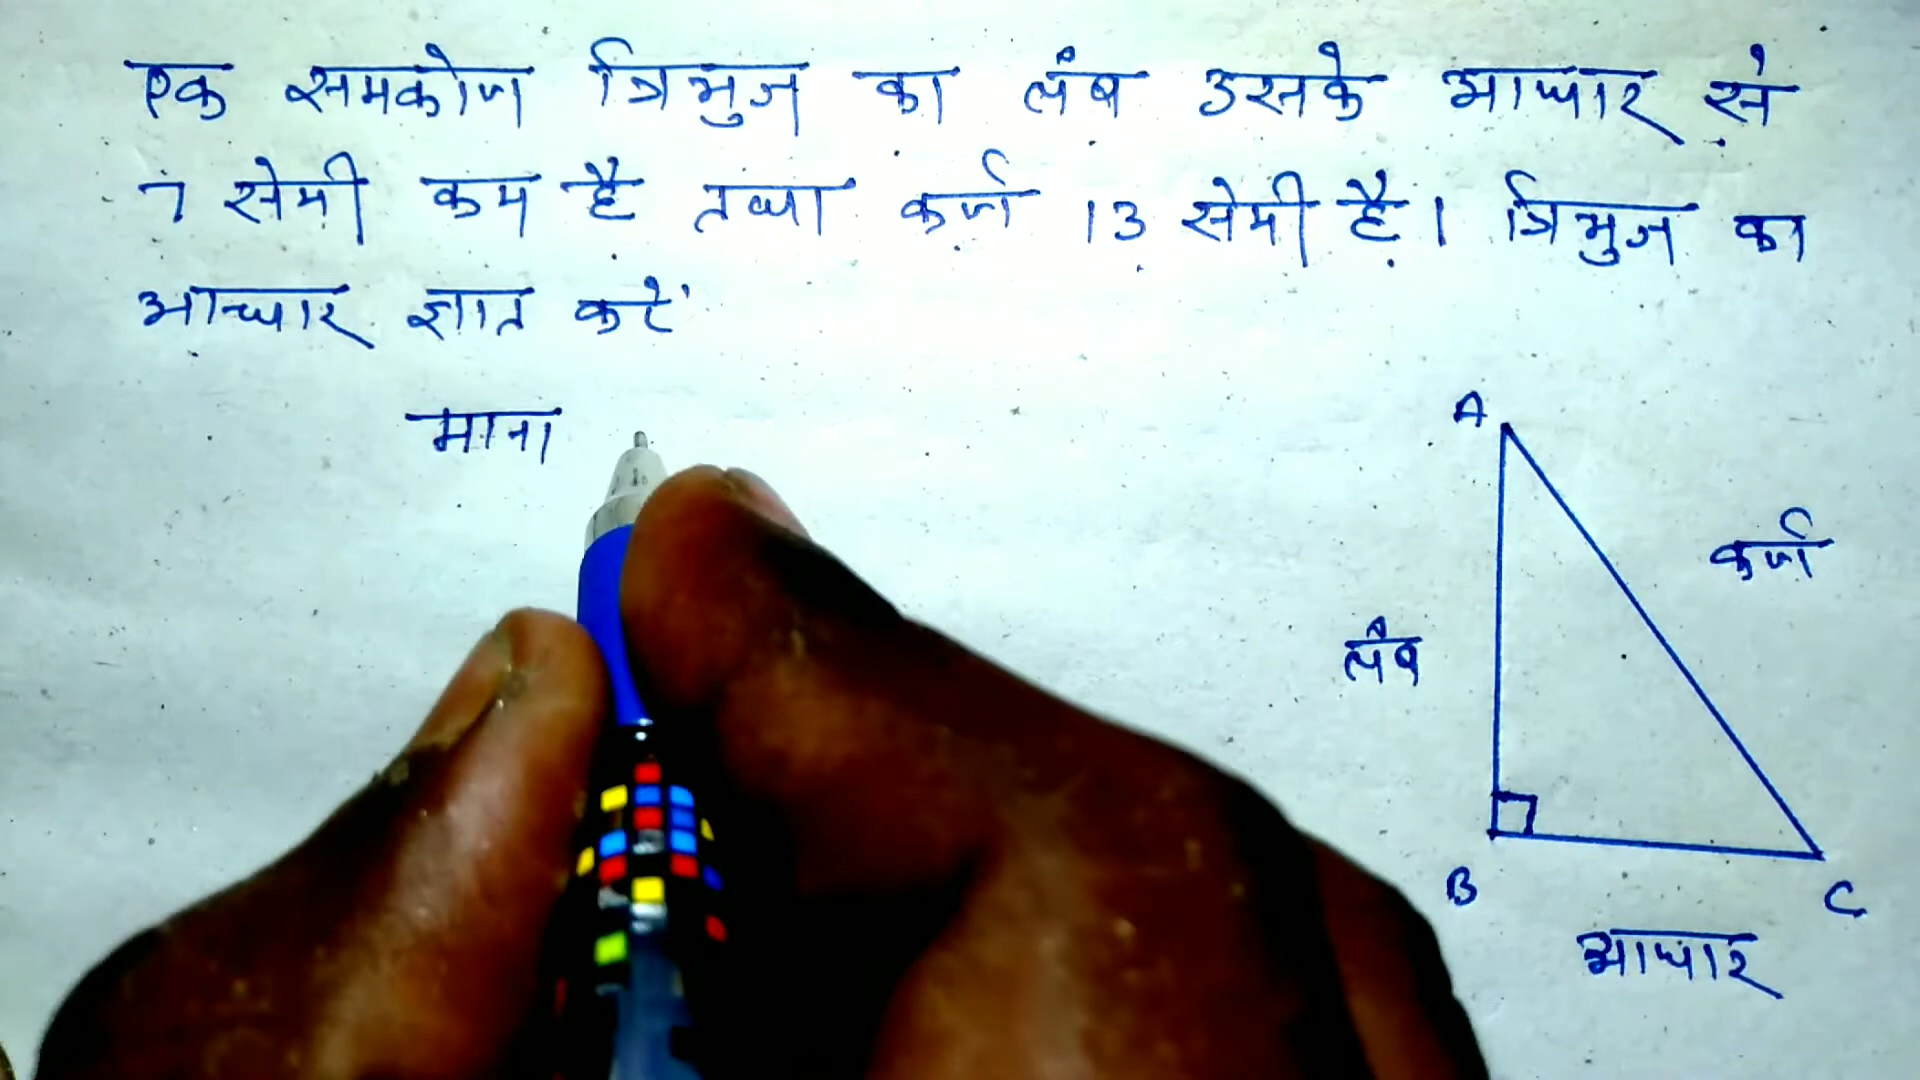 एक समकोण त्रिभुज का लंब उसके आधार से
7 सेमी कम है तथा कर्ण 13 सेमी है। त्रिभुज का
आधार ज्ञात करें
माना
A
कर्ण
लंब
B
C
आधार